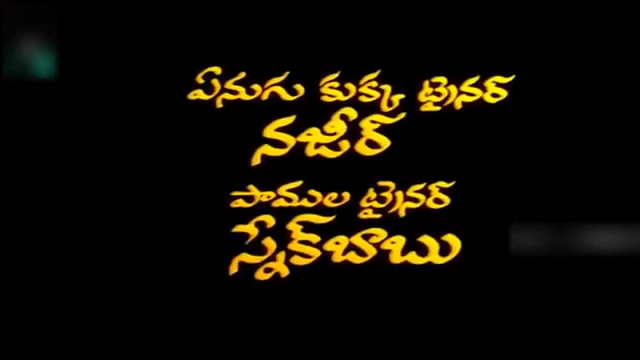 ఏనుగు కుక్క ట్రైనర్
నజీర్
పాముల ట్రైనర్
స్నేక్‌బాబు